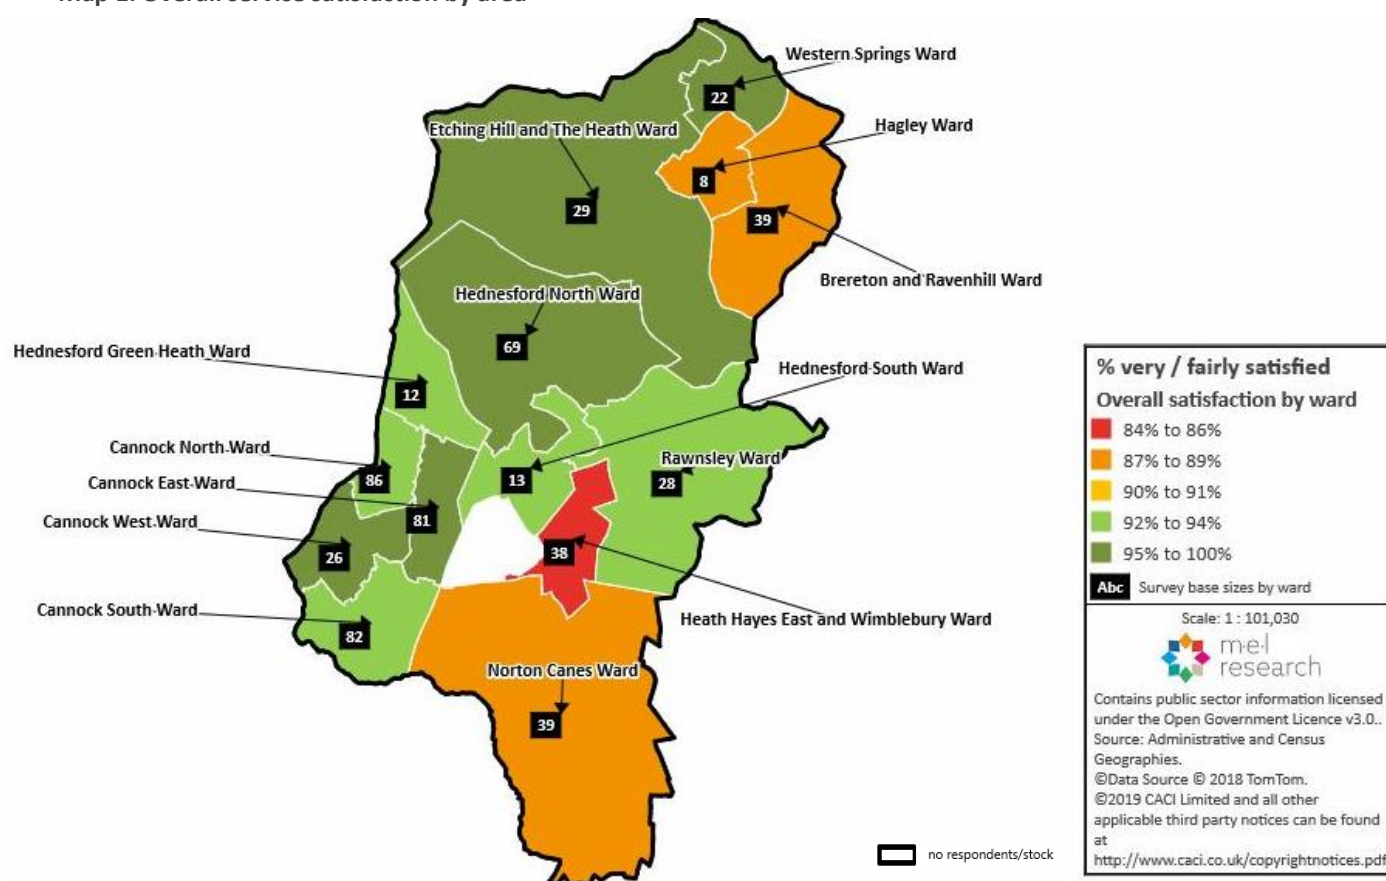 Map 1: Overall service satisfaction by area
Western Springs Ward
22
Hagley Ward
Etching Hill and The Heath Ward
8
29
39
Brereton and Ravenhill Ward
Hednesford North Ward
69
Hednesford Green Heath Ward
Hednesford South Ward
12
Cannock North Ward
Rawnsley Ward
86
13
28
Cannock East Ward
81
Cannock West Ward
26
38
Cannock South Ward
Heath Hayes East and Wimblebury Ward
82
Norton Canes Ward
39
no respondents/stock
% very / fairly satisfied
Overall satisfaction by ward
84% to 86%
87% to 89%
90% to 91%
92% to 94%
95% to 100%
Abc Survey base sizes by ward
Scale: 1 : 101,030
m·e·l
research
Contains public sector information licensed
under the Open Government Licence v3.0..
Source: Administrative and Census
Geographies.
©Data Source © 2018 TomTom.
©2019 CACI Limited and all other
applicable third party notices can be found
at
http://www.caci.co.uk/copyrightnotices.pdf